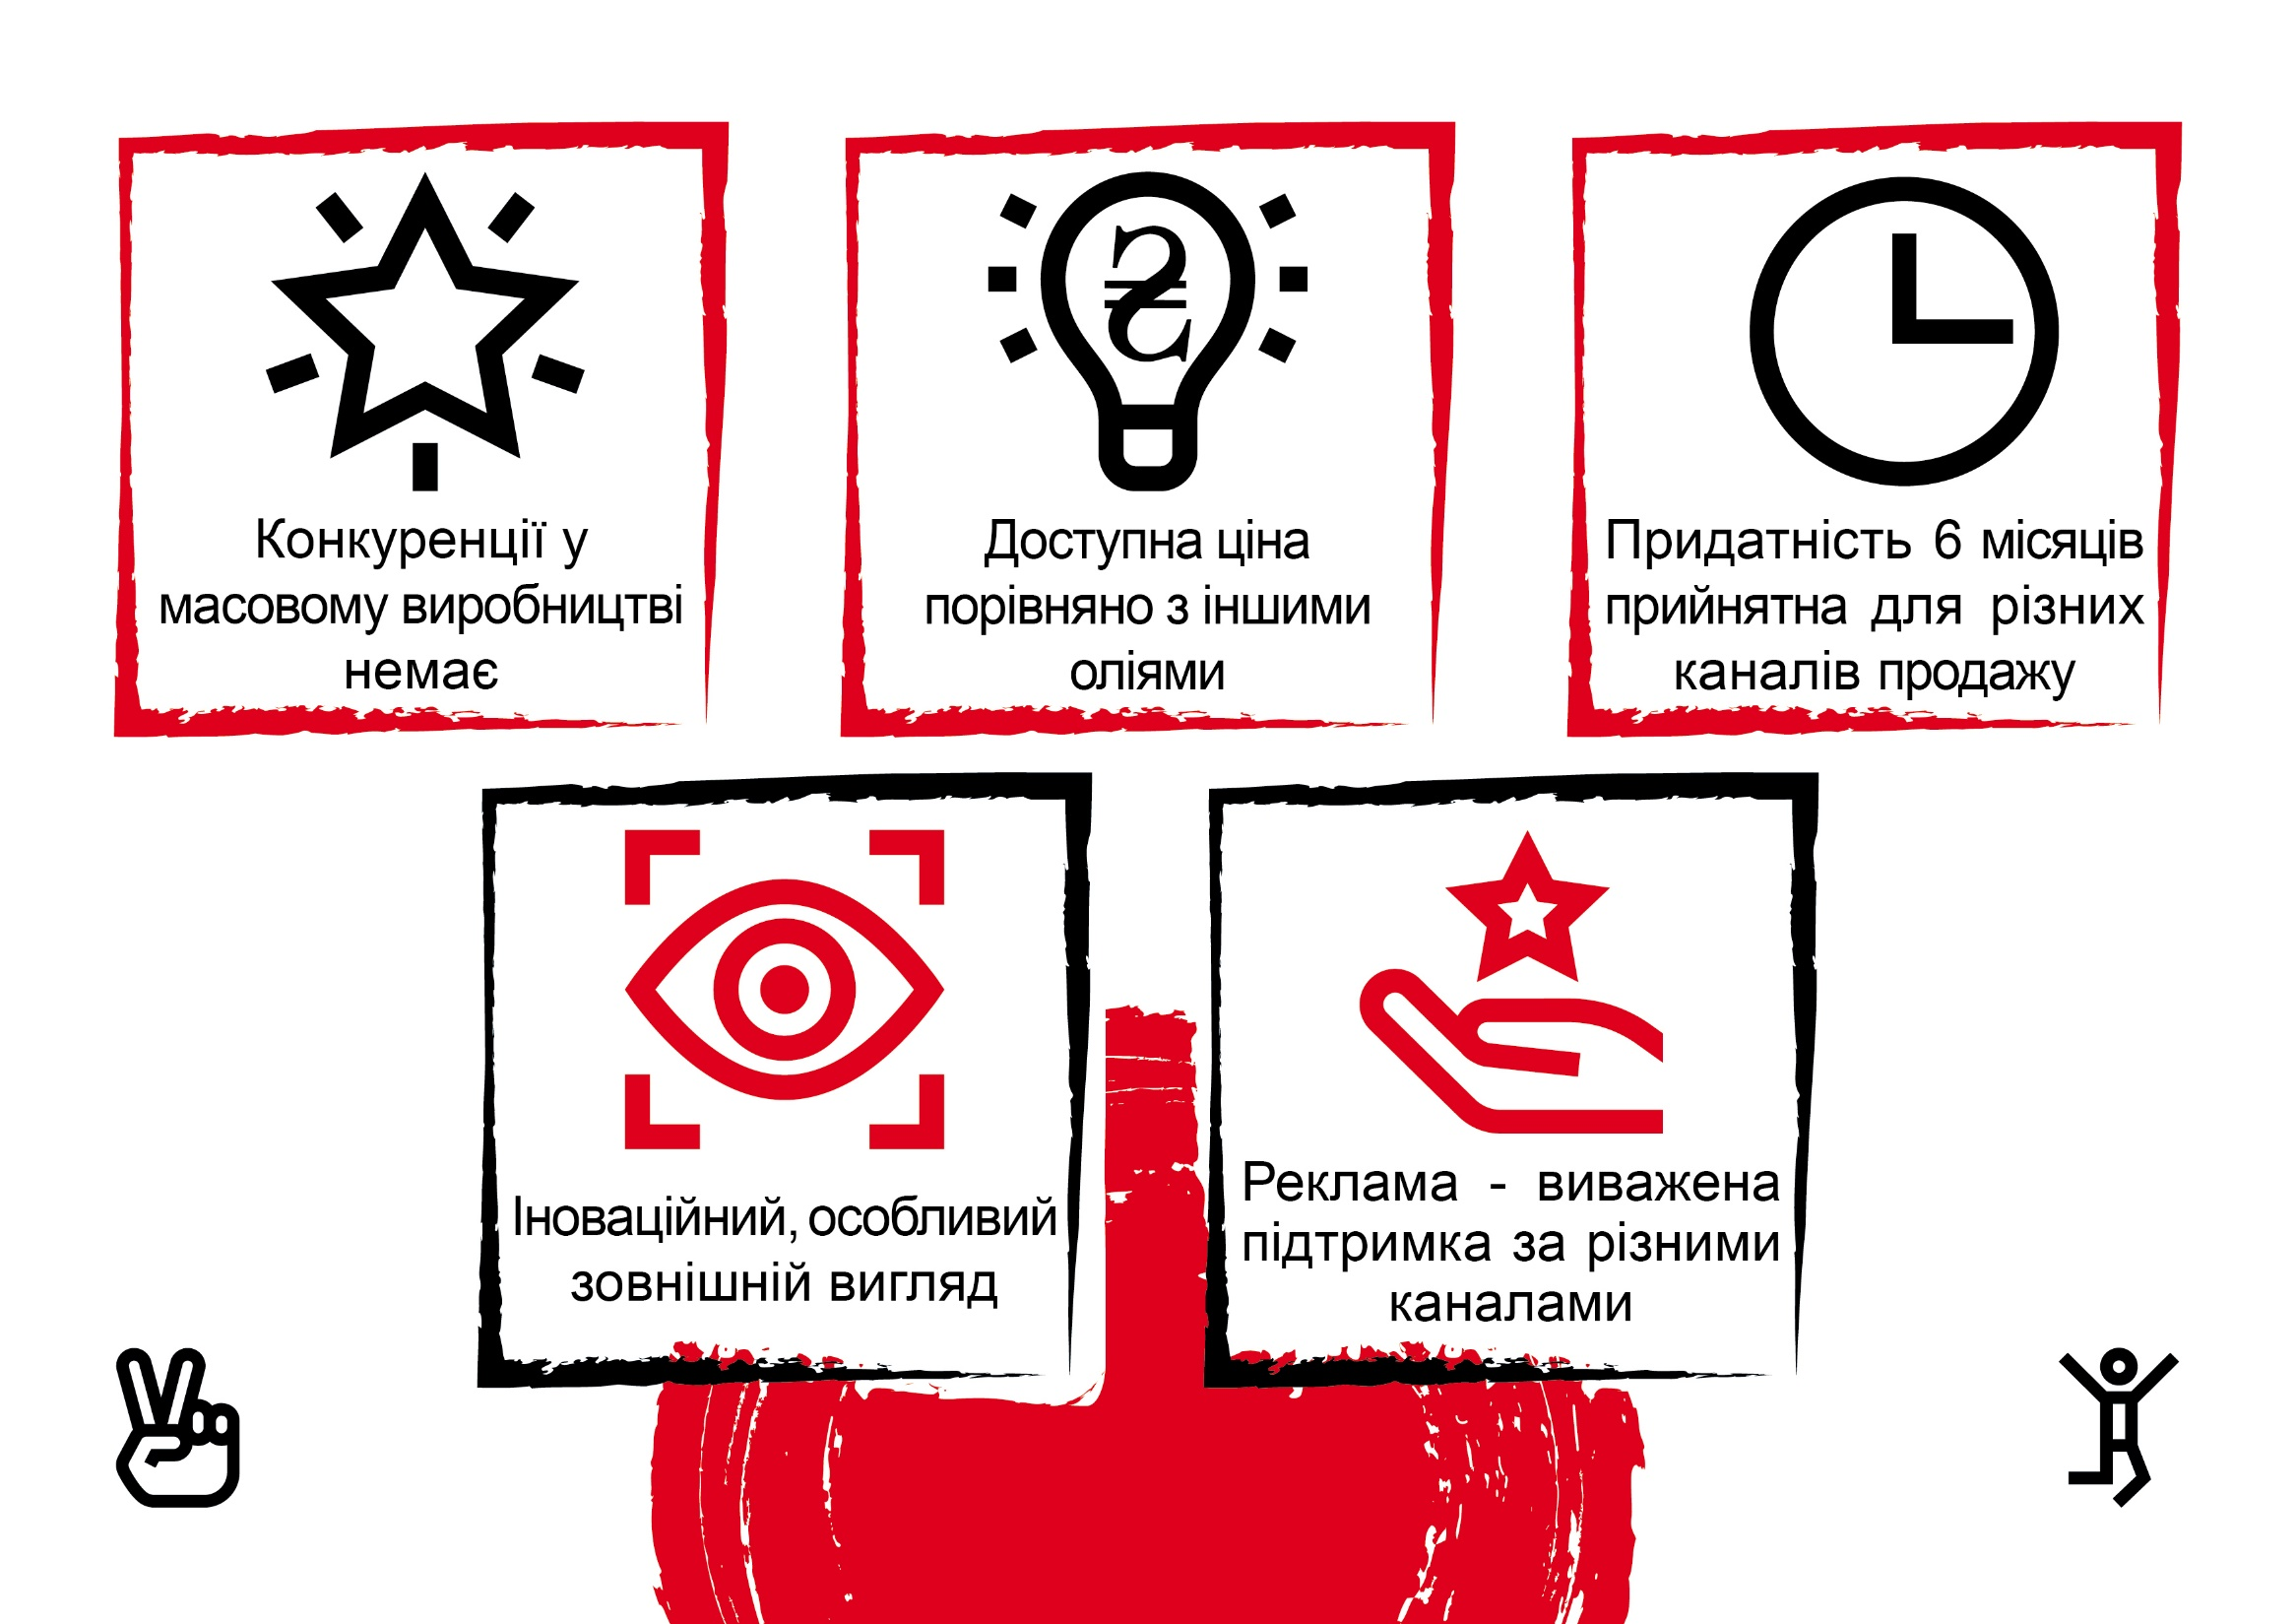 Конкуренції у
масовому виробництві
немає
₴
Доступна ціна
порівняно з іншими
оліями
Придатність 6 місяців
прийнятна для різних
каналів продажу
Іноваційний, особливий
зовнішній вигляд
Реклама - виважена
підтримка за різними
каналами